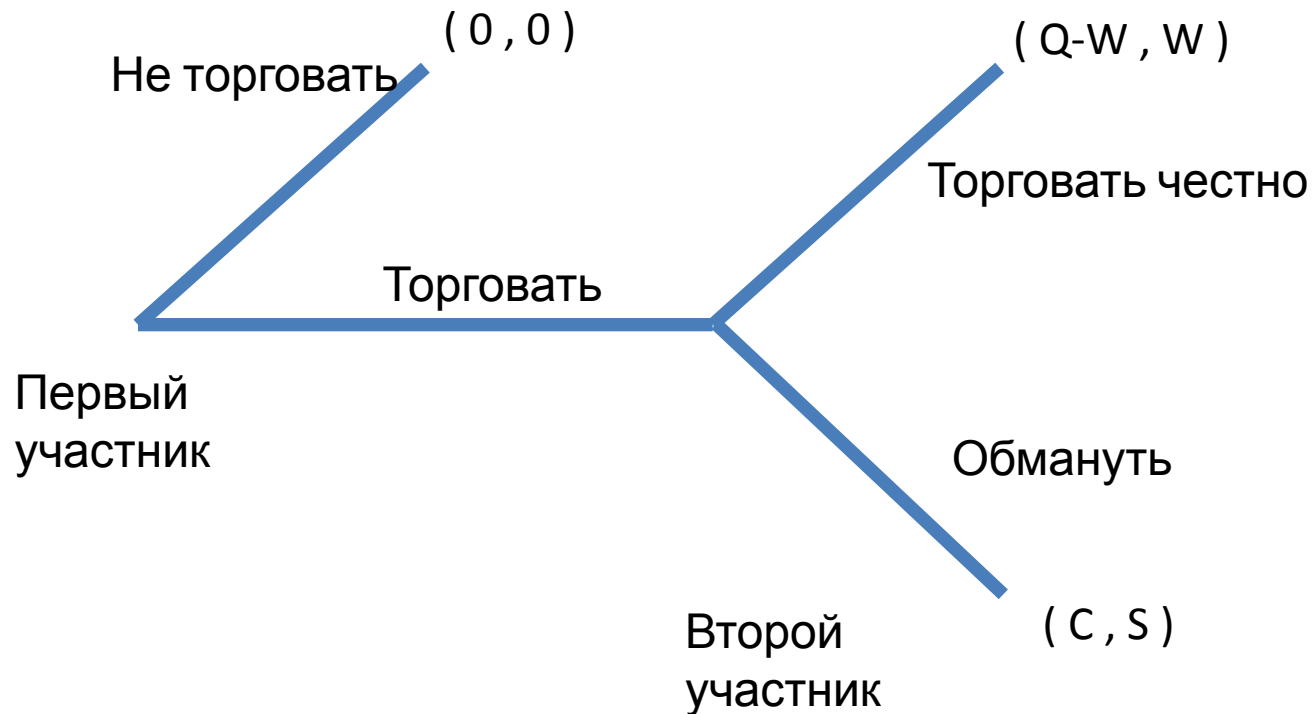 ( 0 , 0 )
( Q-W , W )
Не торговать
Торговать честно
Торговать
Первый
участник
Обмануть
Второй
участник
( C , S )